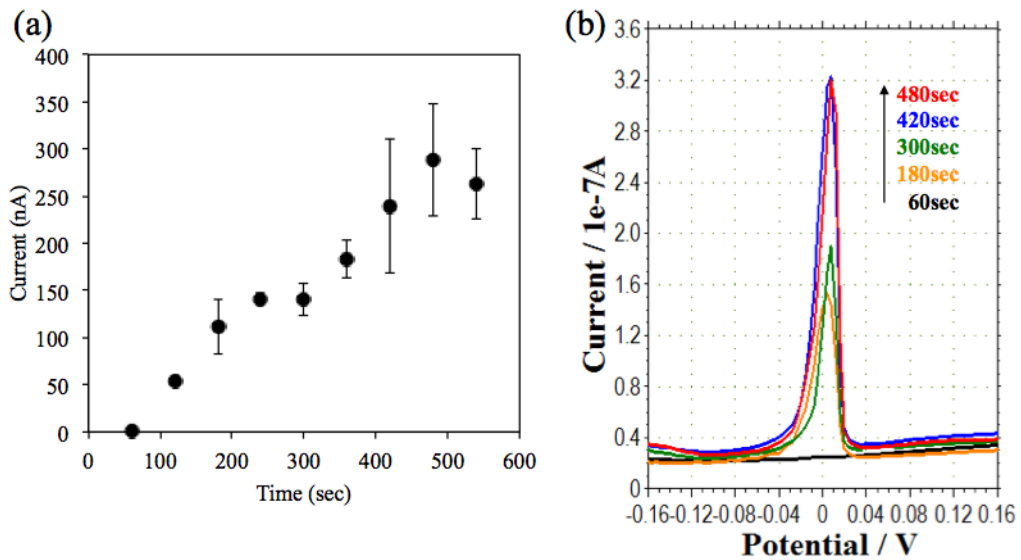 (a)
400
350
300
250
200
150
100
50
0
Current (nA)
0 100 200 300 400 500 600
Time (sec)
(b)
3.6
3.2
2.8
2.4
2.0
1.6
1.2
0.8
0.4
0
Current / 1e-7A
480sec
420sec
300sec
180sec
60sec
-0.16-0.12-0.08-0.04 0 0.04 0.08 0.12 0.16
Potential / V